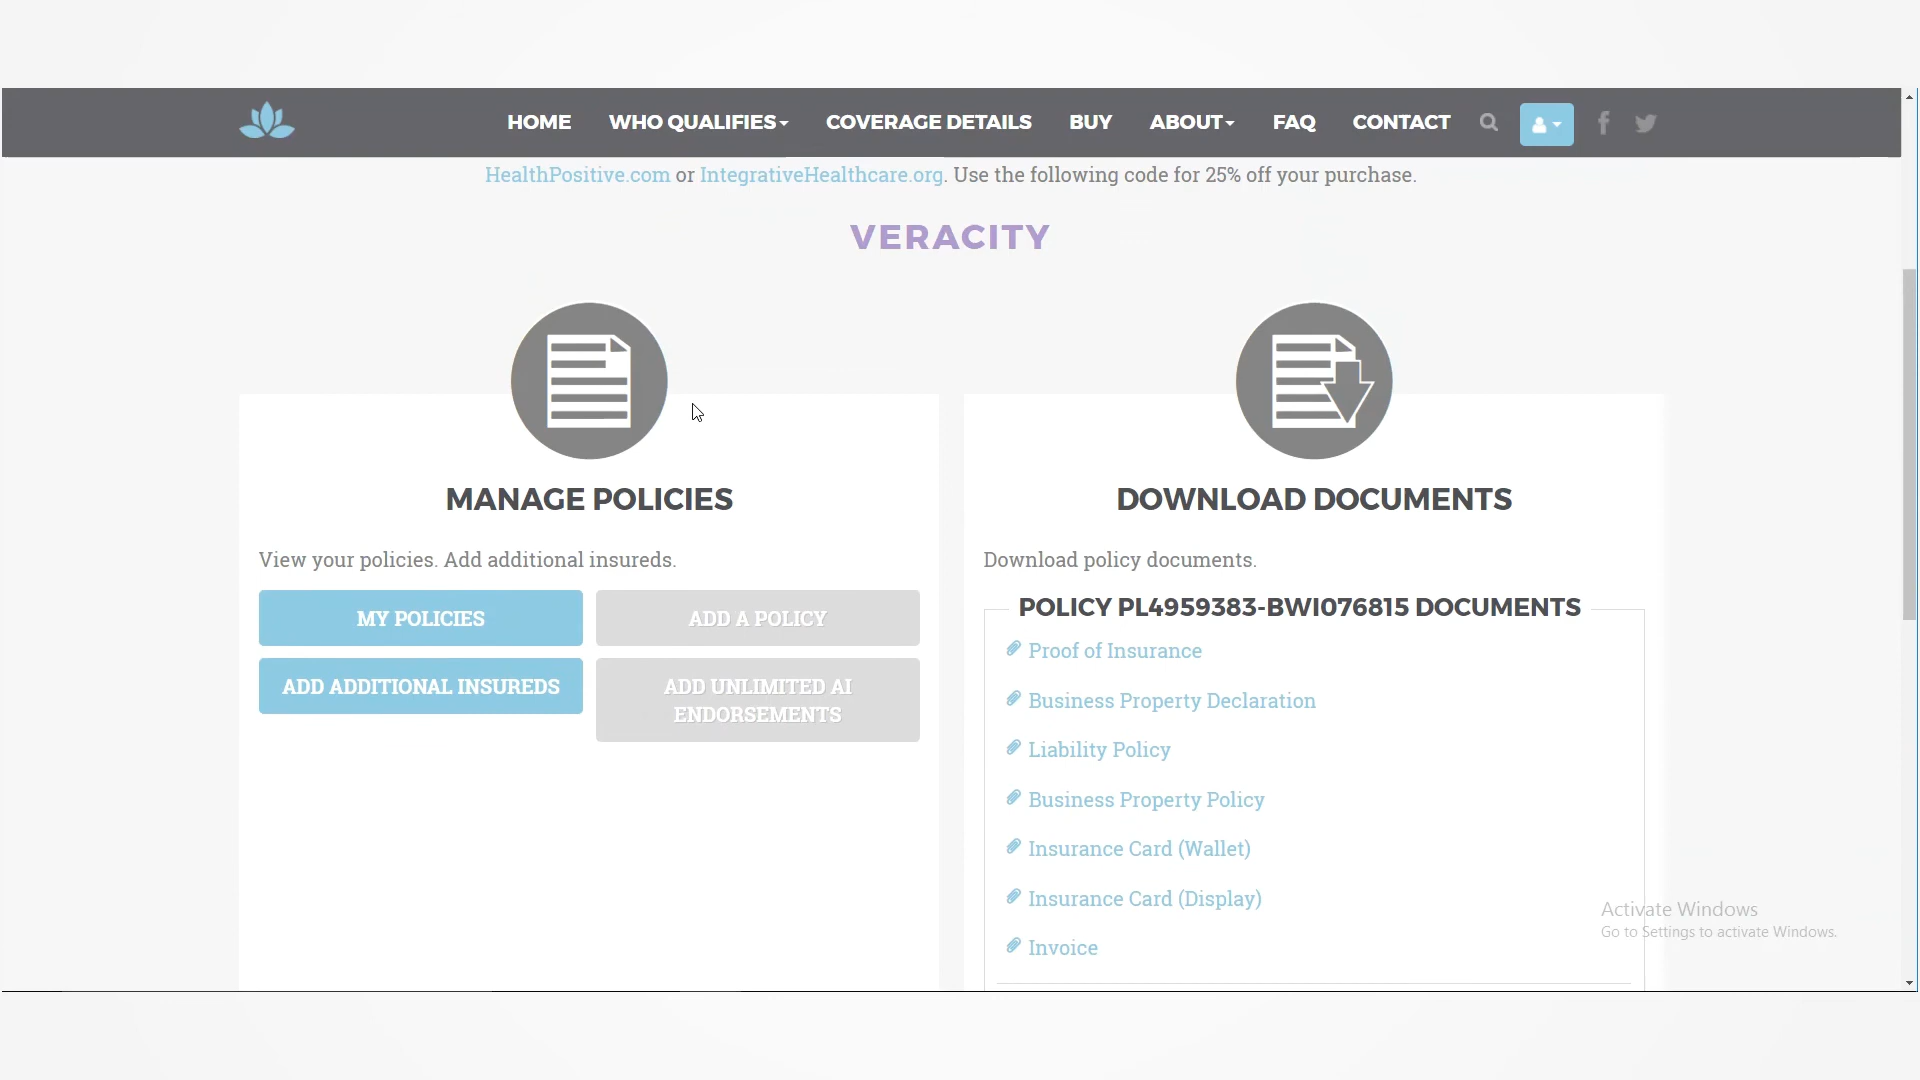 HOME WHO QUALIFIES COVERAGE DETAILS BUY ABOUT FAQ CONTACT
HealthPositive.com or IntegrativeHealthcare.org. Use the following code for 25% off your purchase.
VERACITY
MANAGE POLICIES
View your policies. Add additional insureds.
MY POLICIES
ADD A POLICY
ADD ADDITIONAL INSUREDS
ADD UNLIMITED AI
ENDORSEMENTS
DOWNLOAD DOCUMENTS
Download policy documents.
POLICY PL4959383-BWI076815 DOCUMENTS
Proof of Insurance
Business Property Declaration
Liability Policy
Business Property Policy
Insurance Card (Wallet)
Insurance Card (Display)
Invoice
Activate Windows
Go to Settings to activate Windows.